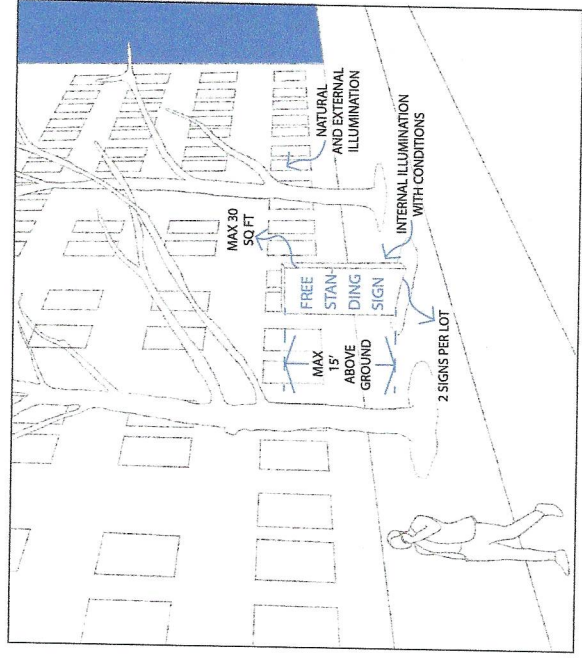 NATURAL
AND EXTERNAL
ILLUMINATION
MAX 30
SQ FT
FREE
STAN-
DING
SIGN
MAX
15'
ABOVE
GROUND
INTERNAL ILLUMINATION
WITH CONDITIONS
2 SIGNS PER LOT